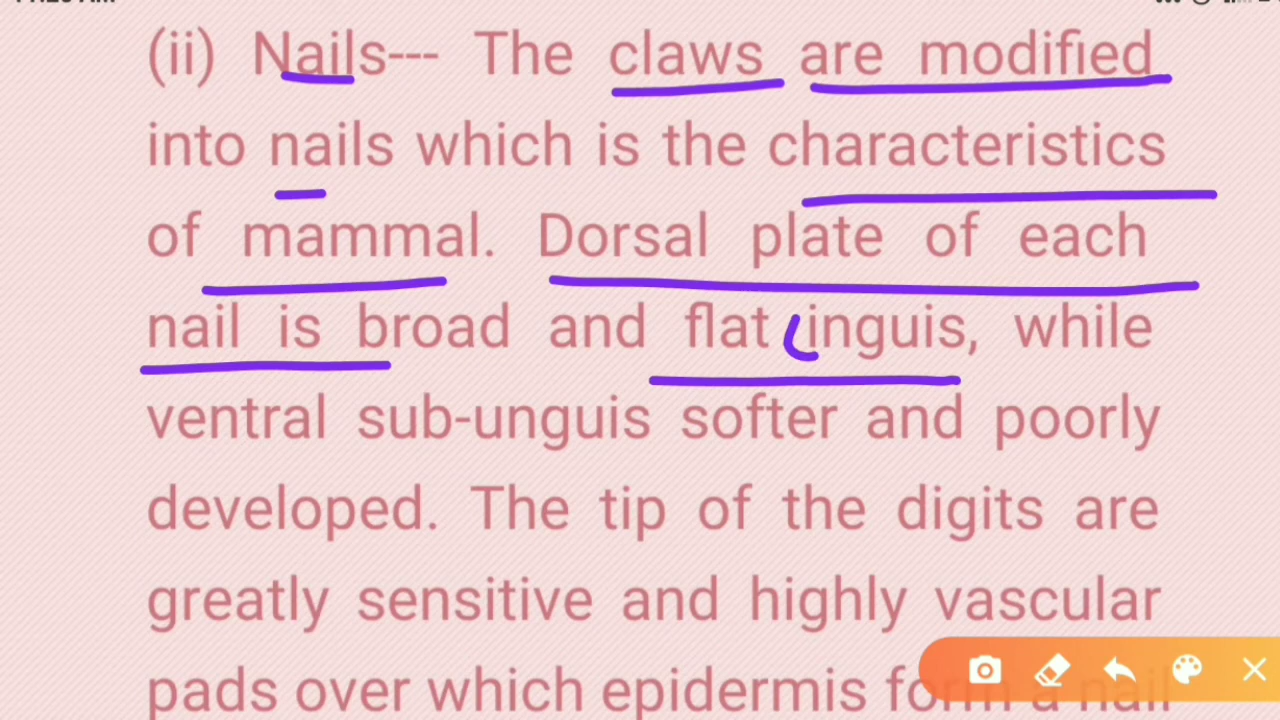 (ii) Nails--- The claws are modified
into nails which is the characteristics
of mammal. Dorsal plate of each
nail is broad and flat inguis, while
ventral sub-unguis softer and poorly
developed. The tip of the digits are
greatly sensitive and highly vascular
pads over which epidermis form a nail